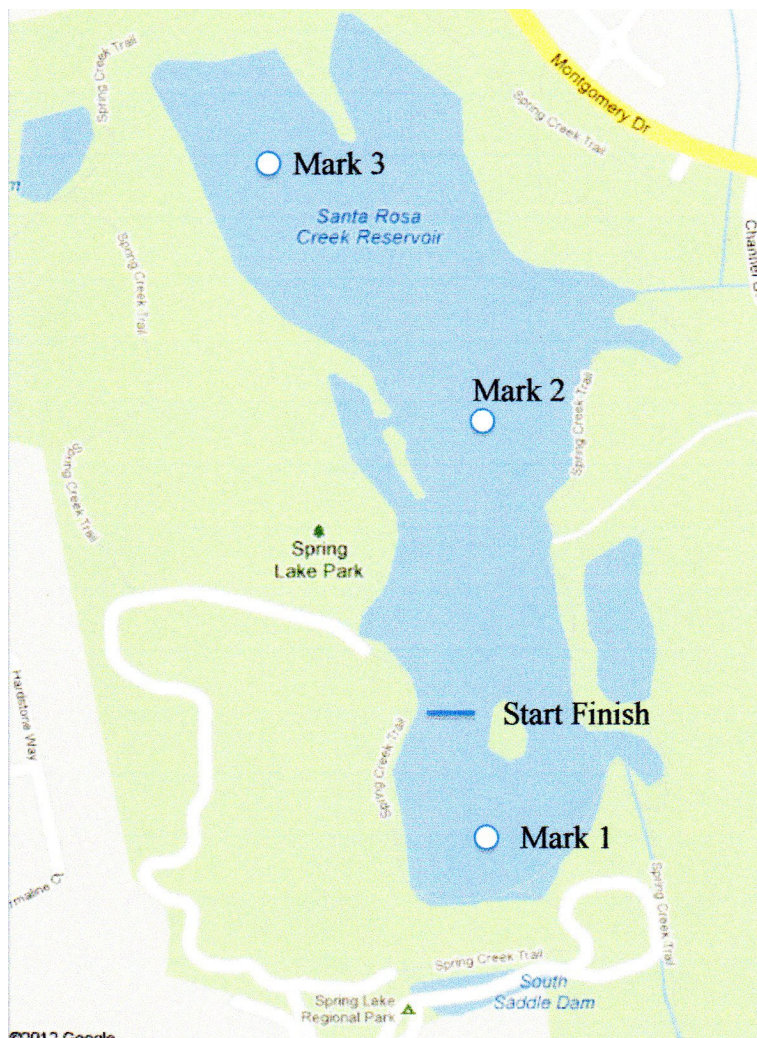 Spring Creek Trail
Montgomery Dr
Spring Creek Trail
Mark 3
Santa Rosa
Creek Reservoir
Spring Creek Trail
Mark 2
Spring Creek Trail
Spring Creek Trail
Spring
Lake Park
Hardstone Way
Start Finish
Spring Creek Trail
Mark 1
Spring Creek Trail
Spring Creek Trail
South
Saddle Dam
Spring Lake
Regional Park